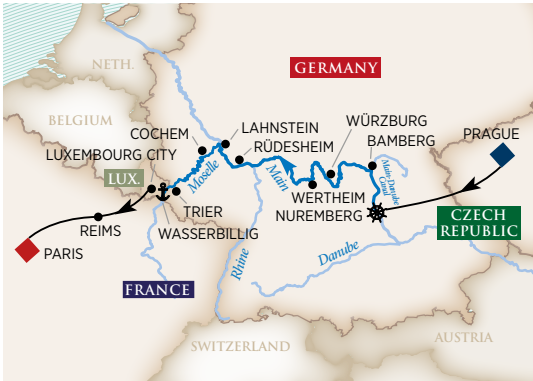 NETH.
GERMANY
BELGIUM
COCHEM
LAHNSTEIN
WÜRZBURG
RÜDESHEIM
BAMBERG
PRAGUE
LUXEMBOURG CITY
LUX.
Moselle
Main
Main-Danube
Canal
TRIER
WERTHEIM
NUREMBERG
WASSERBILLIG
REIMS
CZECH
REPUBLIC
PARIS
Rhine
Danube
FRANCE
SWITZERLAND
AUSTRIA